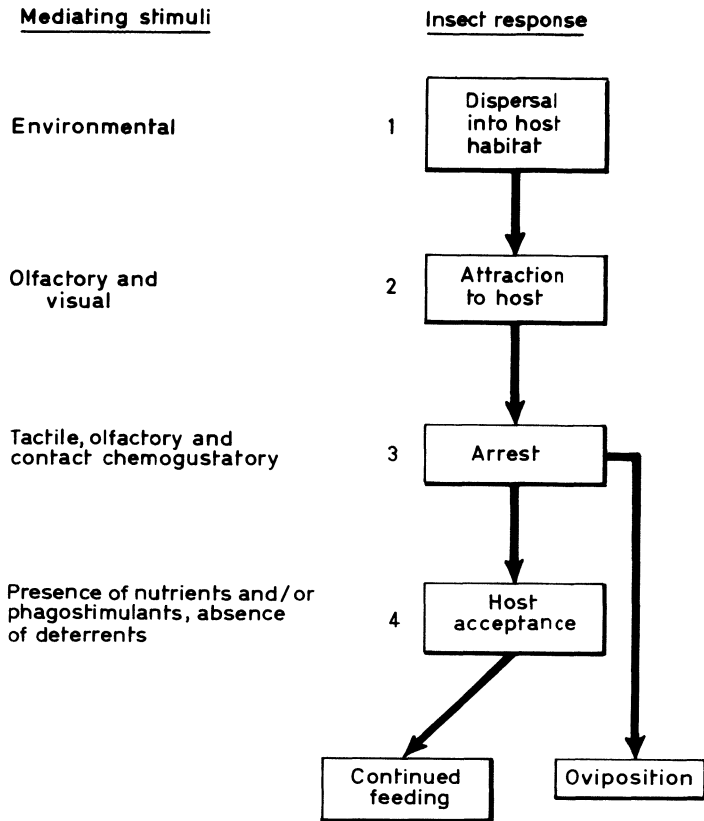 Mediating stimuli
Insect response
Environmental
1
Dispersal
into host
habitat
Olfactory and
visual
2
Attraction
to host
Tactile, olfactory and
contact chemogustatory
3
Arrest
Presence of nutrients and/or
phagostimulants, absence
of deterrents
4
Host
acceptance
Continued
feeding
Oviposition